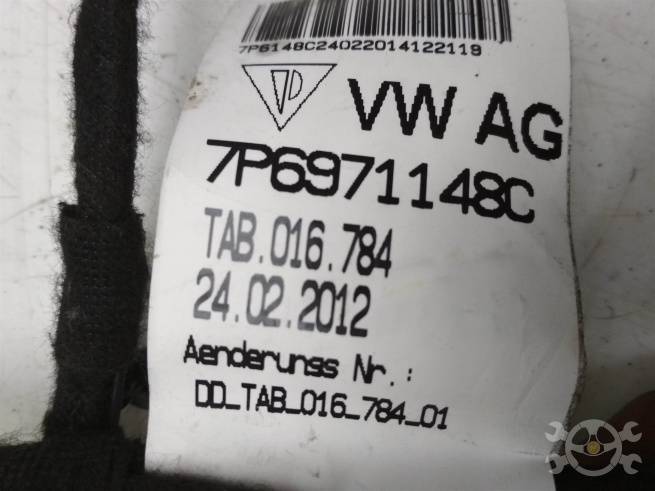 7P6148C24022014122119
VW AG
7P6971148C
TAB.016.784
24.02.2012
Aenderungs Nr.:
DD_TAB_016_784_01